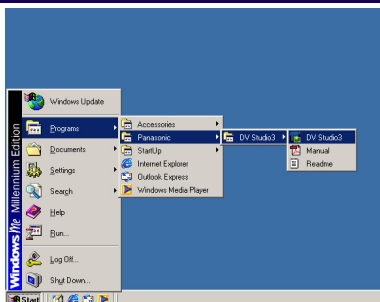 Windows Update
Programs
Documents
Settings
Search
Help
Run...
Log Off...
Shut Down...
Windows Me Millennium Edition
Accessories
Panasonic
StartUp
Internet Explorer
Outlook Express
Windows Media Player
DV Studio3
DV Studio3
Manual
Readme
Start